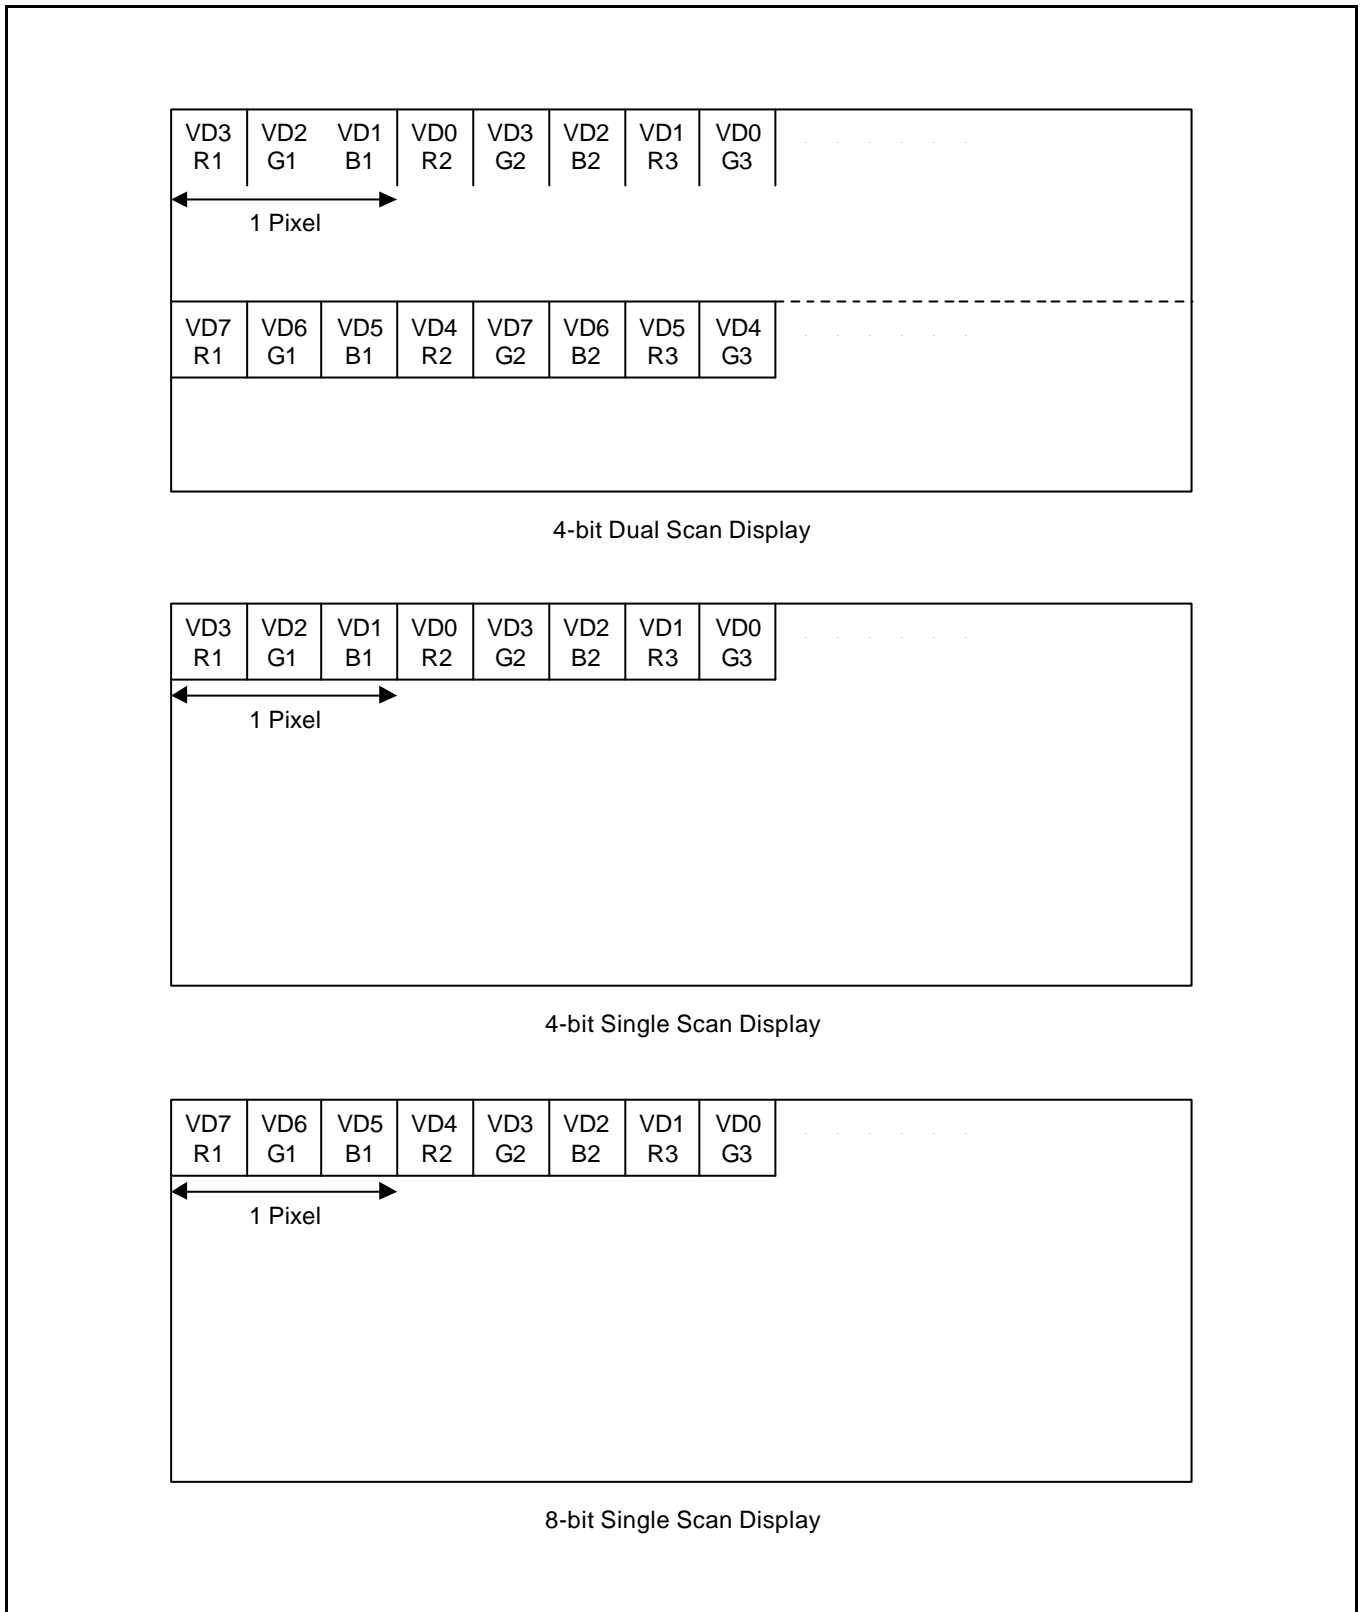 VD3 VD2 VD1 VD0 VD3 VD2 VD1 VD0
R1 G1 B1 R2 G2 B2 R3 G3
1 Pixel
VD7 VD6 VD5 VD4 VD7 VD6 VD5 VD4
R1 G1 B1 R2 G2 B2 R3 G3
4-bit Dual Scan Display
VD3 VD2 VD1 VD0 VD3 VD2 VD1 VD0
R1 G1 B1 R2 G2 B2 R3 G3
1 Pixel
4-bit Single Scan Display
VD7 VD6 VD5 VD4 VD3 VD2 VD1 VD0
R1 G1 B1 R2 G2 B2 R3 G3
1 Pixel
8-bit Single Scan Display